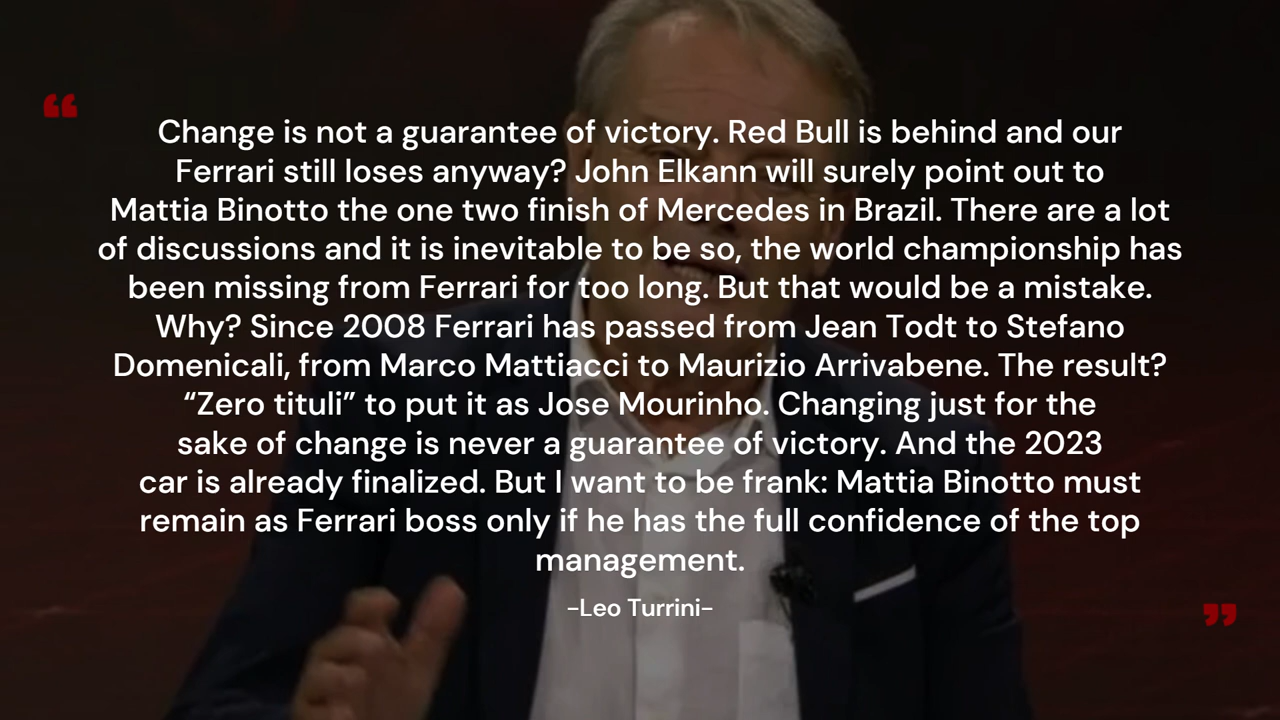 “
Change is not a guarantee of victory. Red Bull is behind and our
Ferrari still loses anyway? John Elkann will surely point out to
Mattia Binotto the one two finish of Mercedes in Brazil. There are a lot
of discussions and it is inevitable to be so, the world championship has
been missing from Ferrari for too long. But that would be a mistake.
Why? Since 2008 Ferrari has passed from Jean Todt to Stefano
Domenicali, from Marco Mattiacci to Maurizio Arrivabene. The result?
“Zero tituli” to put it as Jose Mourinho. Changing just for the
sake of change is never a guarantee of victory. And the 2023
car is already finalized. But I want to be frank: Mattia Binotto must
remain as Ferrari boss only if he has the full confidence of the top
management.
-Leo Turrini-
”